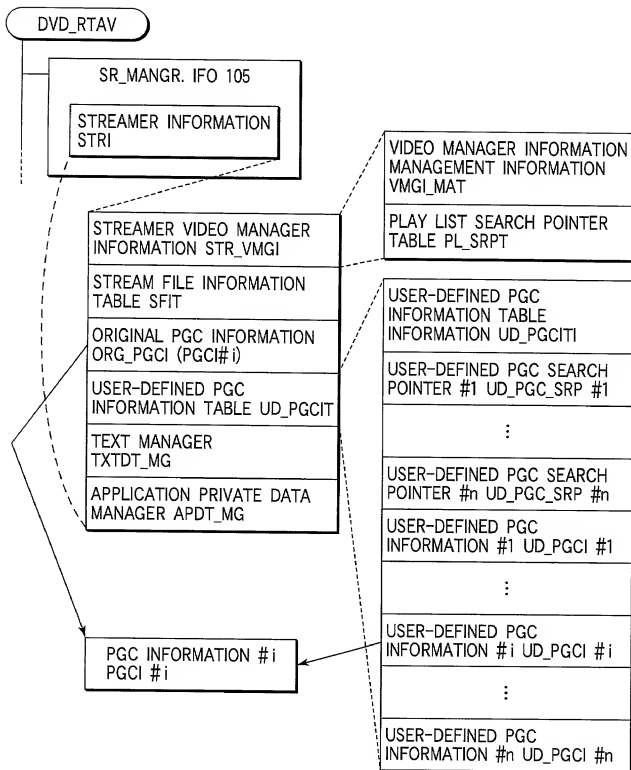 DVD_RTAV
SR_MANGR. IFO 105
STREAMER INFORMATION
STRI
STREAMER VIDEO MANAGER
INFORMATION STR_VMGI
STREAM FILE INFORMATION
TABLE SFIT
ORIGINAL PGC INFORMATION
ORG_PGCI (PGCI#i)
USER-DEFINED PGC
INFORMATION TABLE UD_PGCIT
TEXT MANAGER
TXTDT_MG
APPLICATION PRIVATE DATA
MANAGER APDT_MG
VIDEO MANAGER INFORMATION
MANAGEMENT INFORMATION
VMGI_MAT
PLAY LIST SEARCH POINTER
TABLE PL_SRPT
USER-DEFINED PGC
INFORMATION TABLE
INFORMATION UD_PGCITI
USER-DEFINED PGC SEARCH
POINTER #1 UD_PGC_SRP #1
⋮
USER-DEFINED PGC SEARCH
POINTER #n UD_PGC_SRP #n
USER-DEFINED PGC
INFORMATION #1 UD_PGCI #1
⋮
USER-DEFINED PGC
INFORMATION #i UD_PGCI #i
⋮
USER-DEFINED PGC
INFORMATION #n UD_PGCI #n
PGC INFORMATION #i
PGCI #i